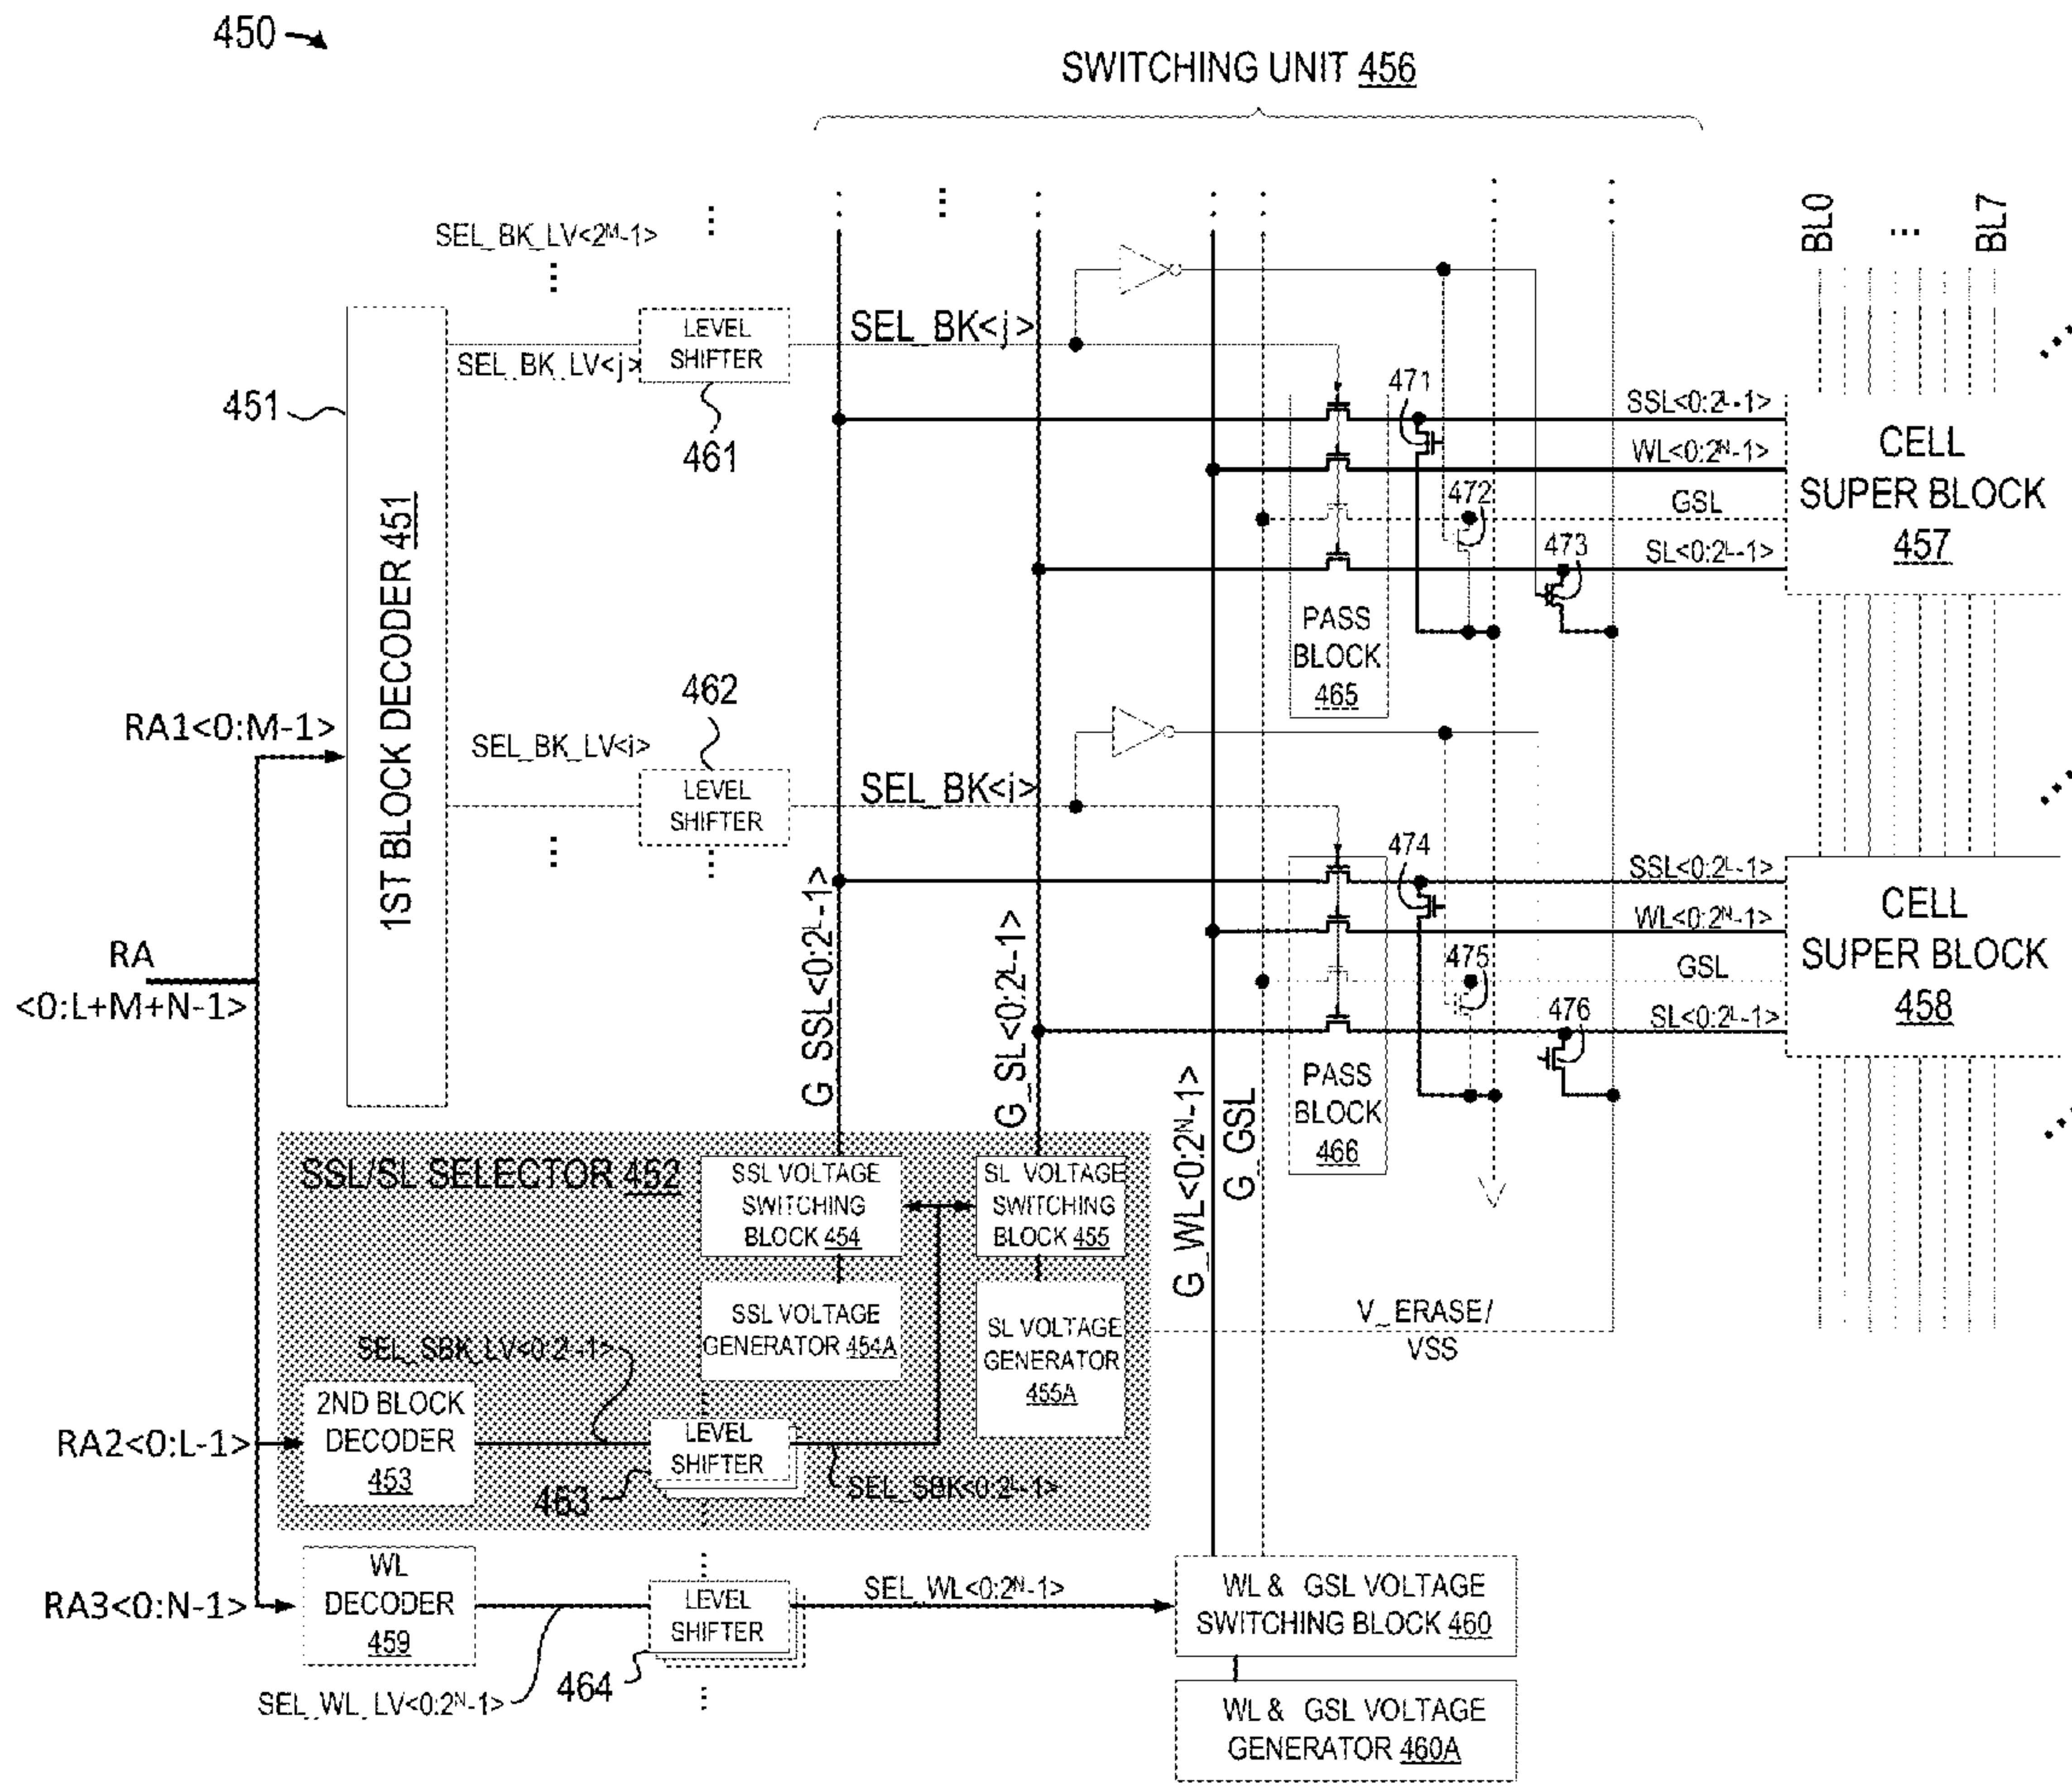 450
SWITCHING UNIT 456
SEL_BK_LV<2ᴹ-1>
BL0
BL7
LEVEL
SHIFTER
SEL_BK<j>
SEL_BK_LV<j>
451
461
471
SSL<0:2ᴸ-1>
WL<0:2ᴺ-1>
472
GSL
473
SL<0:2ᴸ-1>
CELL
SUPER BLOCK
457
1ST BLOCK DECODER 451
PASS
BLOCK
465
462
RA1<0:M-1>
SEL_BK_LV<i>
LEVEL
SHIFTER
SEL_BK<i>
474
SSL<0:2ᴸ-1>
WL<0:2ᴺ-1>
475
GSL
476
SL<0:2ᴸ-1>
CELL
SUPER BLOCK
458
RA
<0:L+M+N-1>
G_SSL<0:2ᴸ-1>
G_SL<0:2ᴸ-1>
G_WL<0:2ᴺ-1>
G_GSL
PASS
BLOCK
466
SSL/SL SELECTOR 452
SSL VOLTAGE
SWITCHING
BLOCK 454
SL VOLTAGE
SWITCHING
BLOCK 455
SSL VOLTAGE
GENERATOR 454A
SL VOLTAGE
GENERATOR
455A
V_ERASE/
VSS
SEL_SBK_LV<0:2ᴸ-1>
RA2<0:L-1>
2ND BLOCK
DECODER
453
LEVEL
SHIFTER
463
SEL_SBK<0:2ᴸ-1>
RA3<0:N-1>
WL
DECODER
459
LEVEL
SHIFTER
SEL_WL<0:2ᴺ-1>
WL & GSL VOLTAGE
SWITCHING BLOCK 460
464
SEL_WL_LV<0:2ᴺ-1>
WL & GSL VOLTAGE
GENERATOR 460A